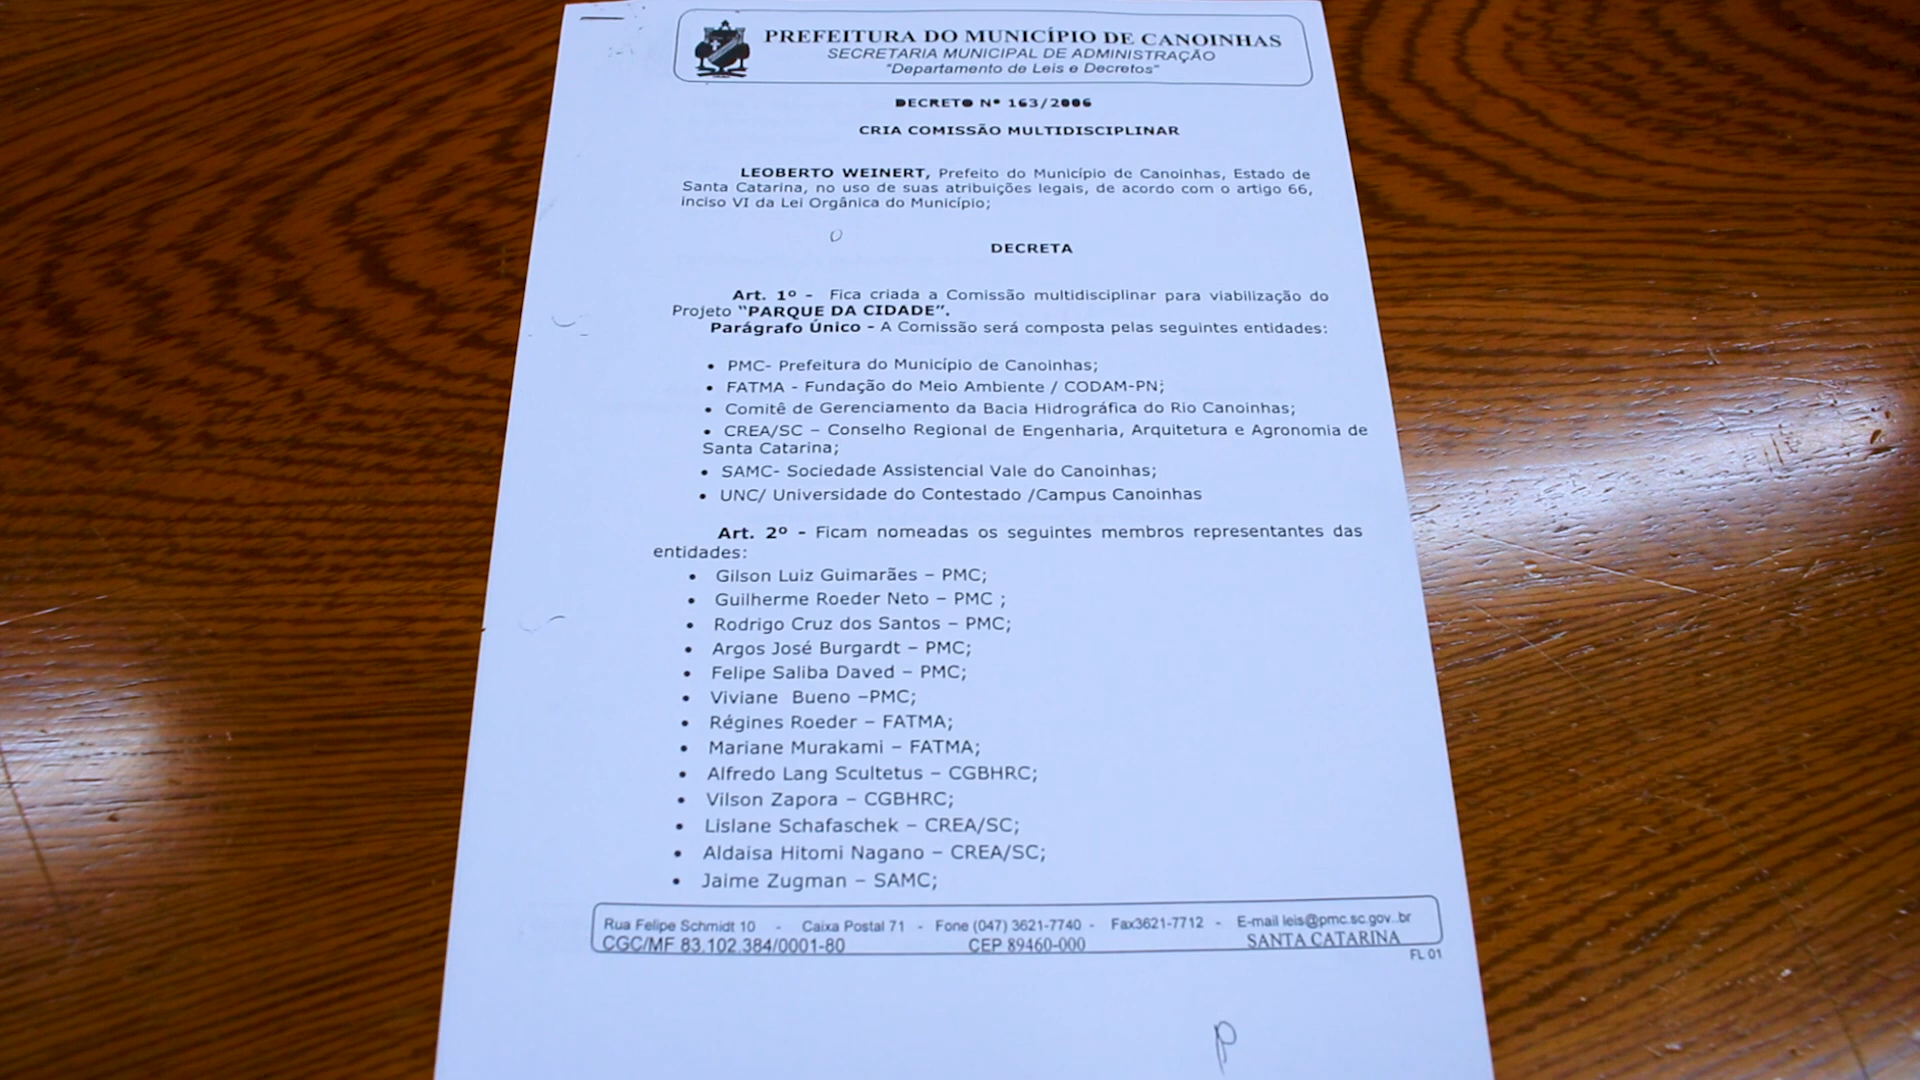 PREFEITURA DO MUNICÍPIO DE CANOINHAS
SECRETARIA MUNICIPAL DE ADMINISTRAÇÃO
"Departamento de Leis e Decretos"
DECRETO Nº 163/2006
CRIA COMISSÃO MULTIDISCIPLINAR
LEOBERTO WEINERT, Prefeito do Município de Canoinhas, Estado de
Santa Catarina, no uso de suas atribuições legais, de acordo com o artigo 66,
inciso VI da Lei Orgânica do Município;
DECRETA
Art. 1º - Fica criada a Comissão multidisciplinar para viabilização do
Projeto "PARQUE DA CIDADE".
Parágrafo Único - A Comissão será composta pelas seguintes entidades:
• PMC- Prefeitura do Município de Canoinhas;
• FATMA - Fundação do Meio Ambiente / CODAM-PN;
• Comitê de Gerenciamento da Bacia Hidrográfica do Rio Canoinhas;
• CREA/SC – Conselho Regional de Engenharia, Arquitetura e Agronomia de
Santa Catarina;
• SAMC- Sociedade Assistencial Vale do Canoinhas;
• UNC/ Universidade do Contestado /Campus Canoinhas
Art. 2º - Ficam nomeadas os seguintes membros representantes das
entidades:
• Gilson Luiz Guimarães – PMC;
• Guilherme Roeder Neto – PMC ;
• Rodrigo Cruz dos Santos – PMC;
• Argos José Burgardt – PMC;
• Felipe Saliba Daved – PMC;
• Viviane Bueno –PMC;
• Régines Roeder – FATMA;
• Mariane Murakami – FATMA;
• Alfredo Lang Scultetus – CGBHRC;
• Vilson Zapora – CGBHRC;
• Lislane Schafaschek – CREA/SC;
• Aldaisa Hitomi Nagano – CREA/SC;
• Jaime Zugman – SAMC;
Rua Felipe Schmidt 10 - Caixa Postal 71 - Fone (047) 3621-7740 - Fax3621-7712 - E-mail leis@pmc.sc.gov..br
CGC/MF 83.102.384/0001-80 CEP 89460-000 SANTA CATARINA
FL 01